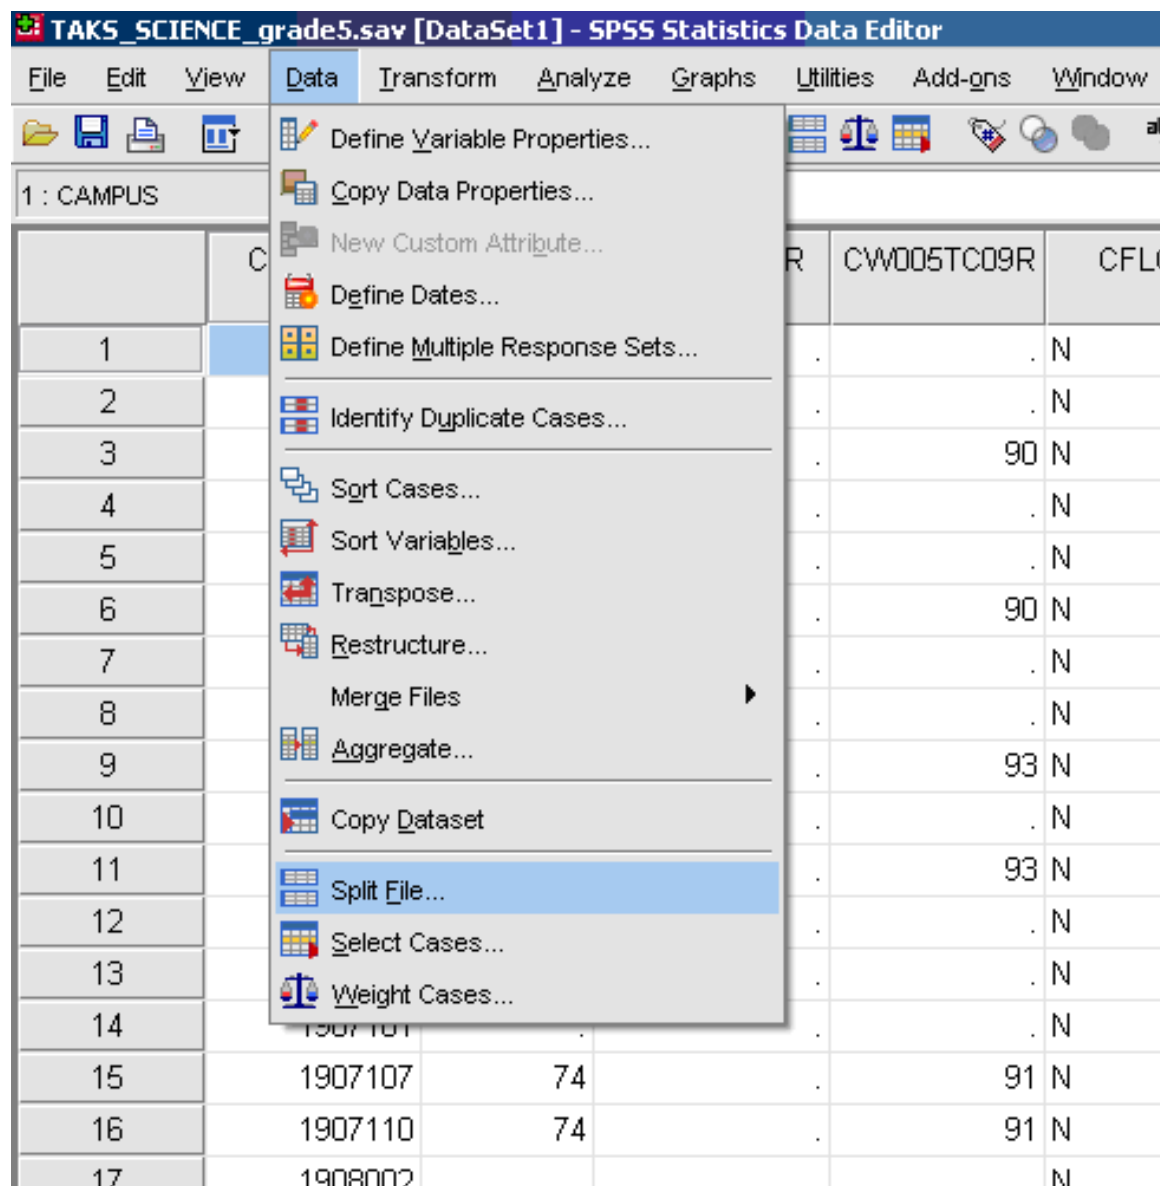 TAKS_SCIENCE_grade5.sav [DataSet1] - SPSS Statistics Data Editor
File Edit View Data Transform Analyze Graphs Utilities Add-ons Window
1 : CAMPUS
Define Variable Properties...
Copy Data Properties...
New Custom Attribute...
Define Dates...
Define Multiple Response Sets...
Identify Duplicate Cases...
Sort Cases...
Sort Variables...
Transpose...
Restructure...
Merge Files
Aggregate...
Copy Dataset
Split File...
Select Cases...
Weight Cases...
C R CW005TC09R
1 . . N
2 . . N
3 . 90 N
4 . . N
5 . . N
6 . 90 N
7 . . N
8 . . N
9 . 93 N
10 . . N
11 . 93 N
12 . . N
13 . . N
14 1907101 . . . N
15 1907107 74 . 91 N
16 1907110 74 . 91 N
17 1908002 N